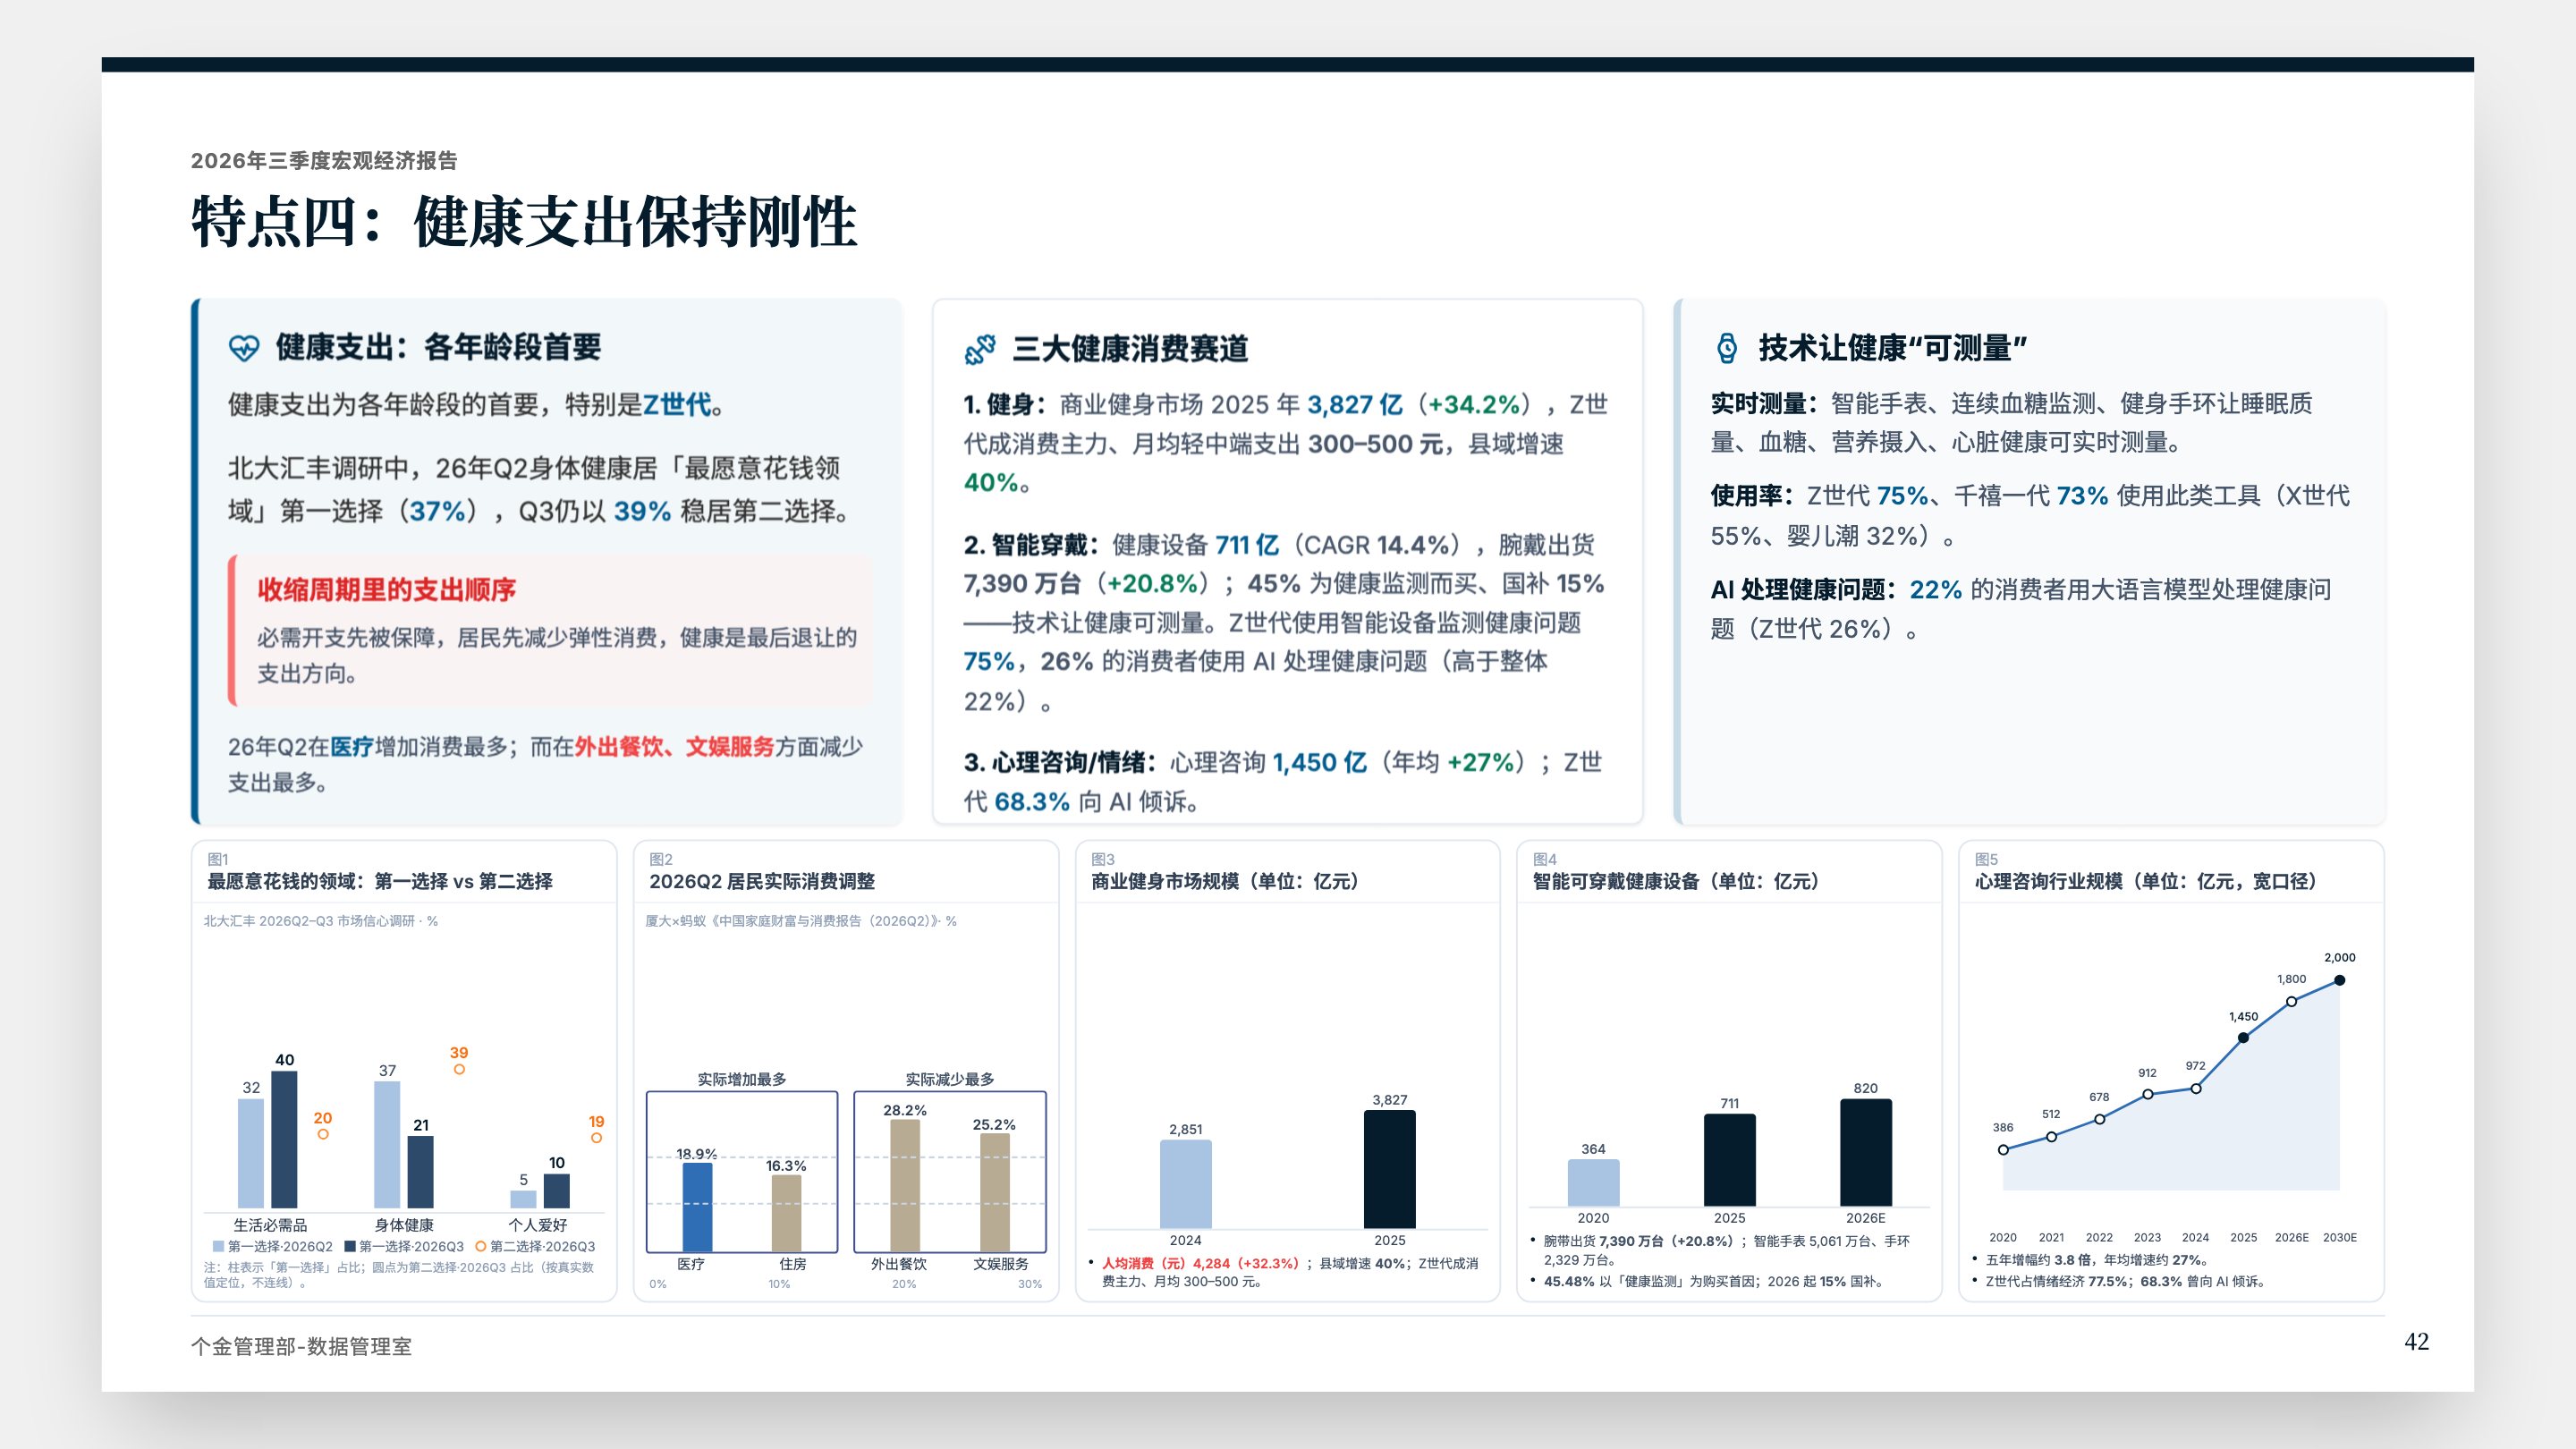 2026年三季度宏观经济报告
特点四：健康支出保持刚性
健康支出：各年龄段首要
健康支出为各年龄段的首要，特别是Z世代。
北大汇丰调研中，26年Q2身体健康居「最愿意花钱领
域」第一选择（37%），Q3仍以 39% 稳居第二选择。
收缩周期里的支出顺序
必需开支先被保障，居民先减少弹性消费，健康是最后退让的
支出方向。
26年Q2在医疗增加消费最多；而在外出餐饮、文娱服务方面减少
支出最多。
三大健康消费赛道
1. 健身：商业健身市场 2025 年 3,827 亿（+34.2%），Z世
代成消费主力、月均轻中端支出 300–500 元，县域增速
40%。
2. 智能穿戴：健康设备 711 亿（CAGR 14.4%），腕戴出货
7,390 万台（+20.8%）；45% 为健康监测而买、国补 15%
——技术让健康可测量。Z世代使用智能设备监测健康问题
75%，26% 的消费者使用 AI 处理健康问题（高于整体
22%）。
3. 心理咨询/情绪：心理咨询 1,450 亿（年均 +27%）；Z世
代 68.3% 向 AI 倾诉。
技术让健康“可测量”
实时测量：智能手表、连续血糖监测、健身手环让睡眠质
量、血糖、营养摄入、心脏健康可实时测量。
使用率：Z世代 75%、千禧一代 73% 使用此类工具（X世代
55%、婴儿潮 32%）。
AI 处理健康问题：22% 的消费者用大语言模型处理健康问
题（Z世代 26%）。
图1
最愿意花钱的领域：第一选择 vs 第二选择
北大汇丰 2026Q2–Q3 市场信心调研 · %
32 40 20 37 21 39 5 10 19
生活必需品 身体健康 个人爱好
第一选择·2026Q2 第一选择·2026Q3 第二选择·2026Q3
注：柱表示「第一选择」占比；圆点为第二选择·2026Q3 占比（按真实数
值定位，不连线）。
图2
2026Q2 居民实际消费调整
厦大×蚂蚁《中国家庭财富与消费报告（2026Q2）》· %
实际增加最多 实际减少最多
18.9% 16.3% 28.2% 25.2%
医疗 住房 外出餐饮 文娱服务
0% 10% 20% 30%
图3
商业健身市场规模（单位：亿元）
2,851 3,827
2024 2025
• 人均消费（元）4,284（+32.3%）；县域增速 40%；Z世代成消
费主力、月均 300–500 元。
图4
智能可穿戴健康设备（单位：亿元）
364 711 820
2020 2025 2026E
• 腕带出货 7,390 万台（+20.8%）；智能手表 5,061 万台、手环
2,329 万台。
• 45.48% 以「健康监测」为购买首因；2026 起 15% 国补。
图5
心理咨询行业规模（单位：亿元，宽口径）
386 512 678 912 972 1,450 1,800 2,000
2020 2021 2022 2023 2024 2025 2026E 2030E
• 五年增幅约 3.8 倍，年均增速约 27%。
• Z世代占情绪经济 77.5%；68.3% 曾向 AI 倾诉。
个金管理部-数据管理室
42